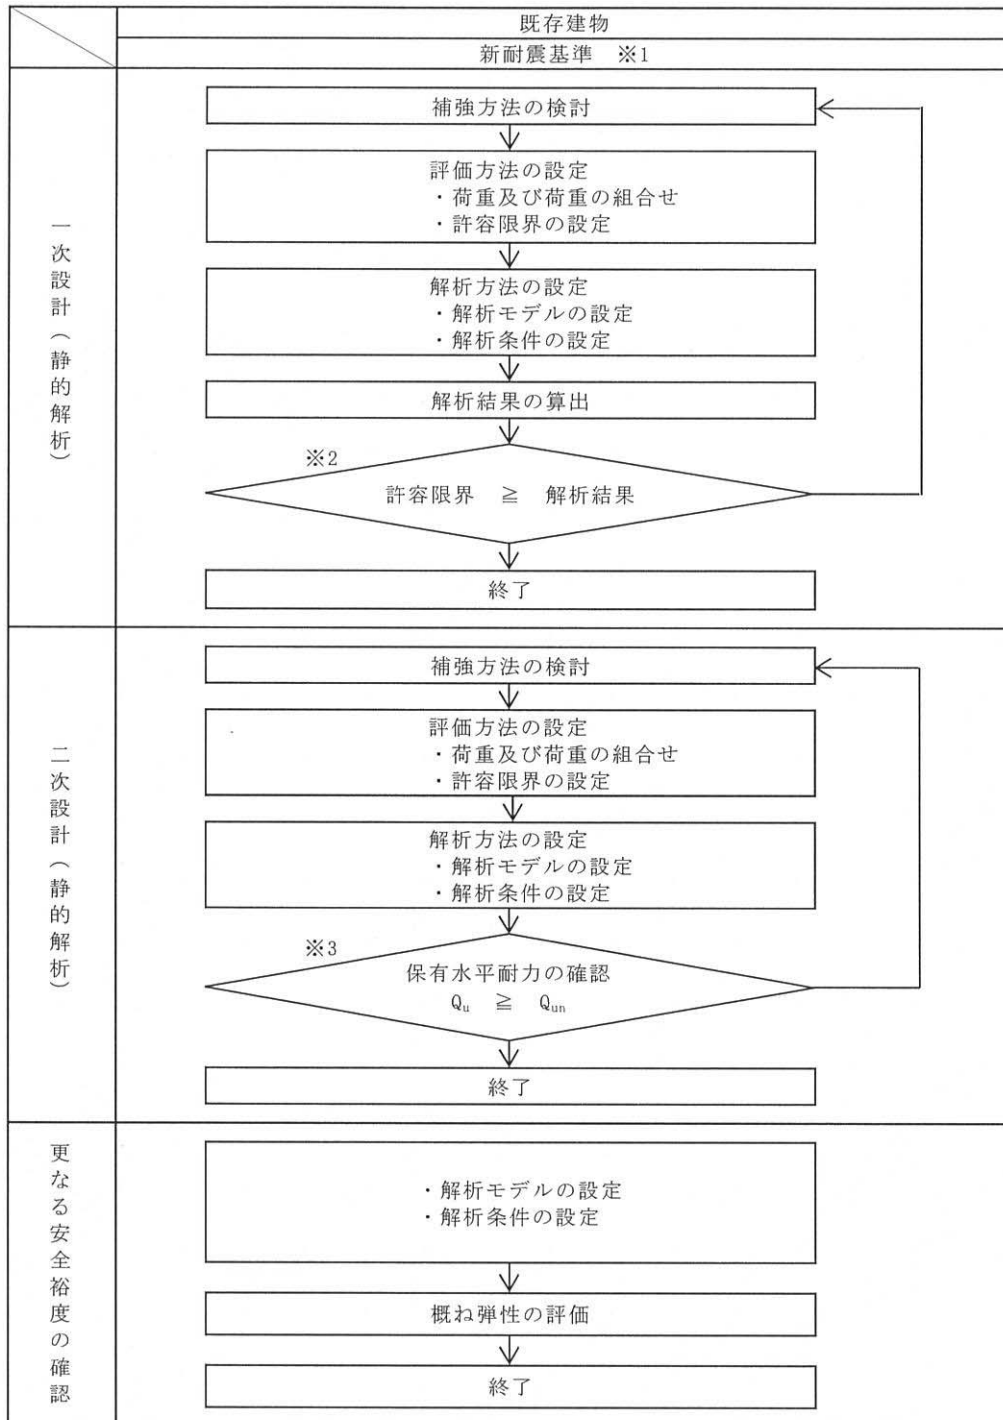 既存建物
新耐震基準 ※1
一次設計(静的解析)
補強方法の検討
評価方法の設定
・荷重及び荷重の組合せ
・許容限界の設定
解析方法の設定
・解析モデルの設定
・解析条件の設定
解析結果の算出
※2
許容限界 ≧ 解析結果
終了
二次設計(静的解析)
補強方法の検討
評価方法の設定
・荷重及び荷重の組合せ
・許容限界の設定
解析方法の設定
・解析モデルの設定
・解析条件の設定
※3
保有水平耐力の確認
Qu ≧ Qun
終了
更なる安全裕度の確認
・解析モデルの設定
・解析条件の設定
概ね弾性の評価
終了